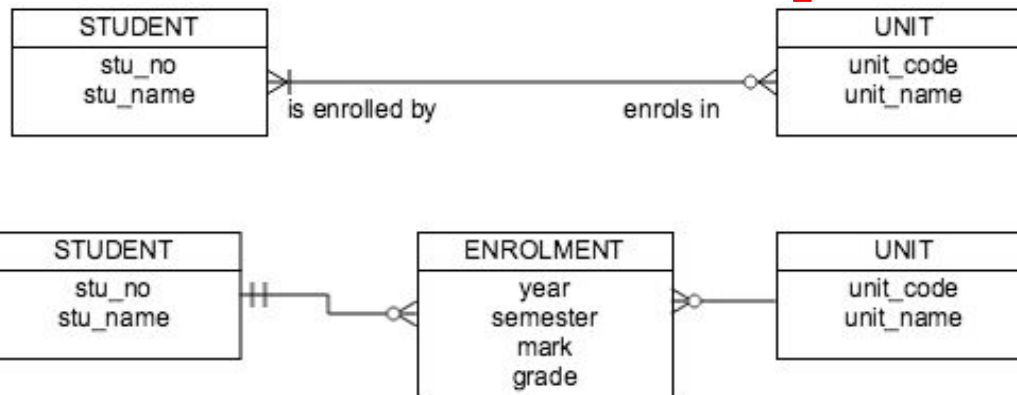 STUDENT
stu_no
stu_name
is enrolled by
enrols in
UNIT
unit_code
unit_name
STUDENT
stu_no
stu_name
ENROLMENT
year
semester
mark
grade
UNIT
unit_code
unit_name